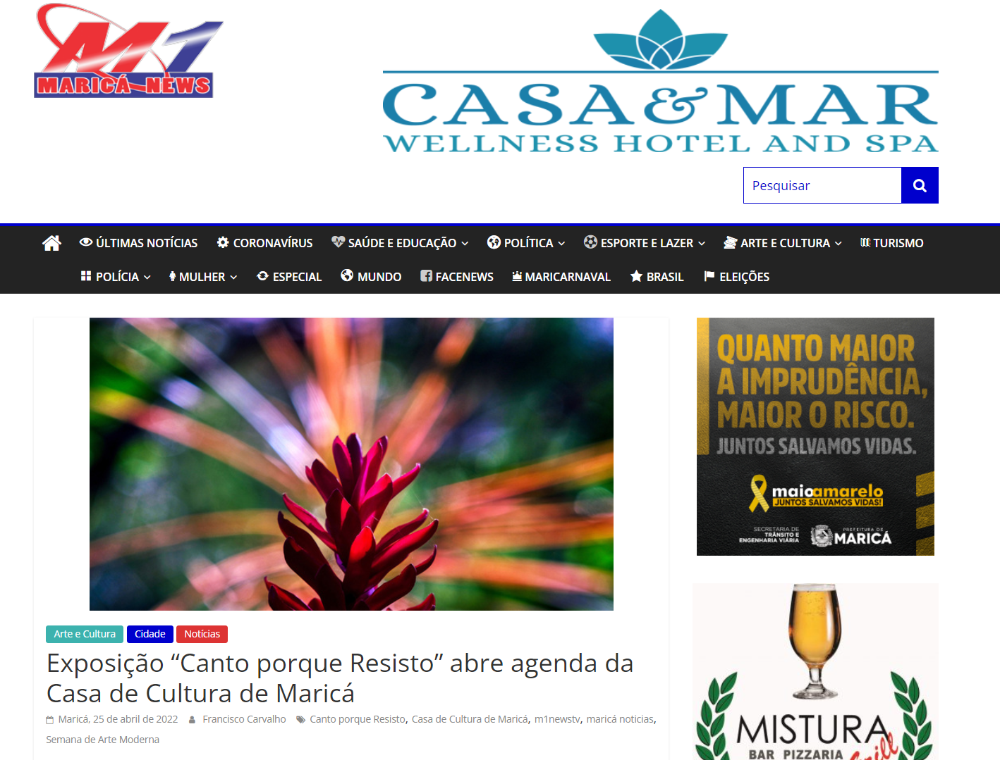 M1
MARICÁ NEWS
CASA & MAR
WELLNESS HOTEL AND SPA
Pesquisar
ÚLTIMAS NOTÍCIAS CORONAVÍRUS SAÚDE E EDUCAÇÃO POLÍTICA ESPORTE E LAZER ARTE E CULTURA TURISMO
POLÍCIA MULHER ESPECIAL MUNDO FACENEWS MARICARNAVAL BRASIL ELEIÇÕES
Arte e Cultura Cidade Notícias
Exposição “Canto porque Resisto” abre agenda da
Casa de Cultura de Maricá
Maricá, 25 de abril de 2022 Francisco Carvalho Canto porque Resisto, Casa de Cultura de Maricá, m1newstv, maricá noticias,
Semana de Arte Moderna
QUANTO MAIOR
A IMPRUDÊNCIA,
MAIOR O RISCO.
JUNTOS SALVAMOS VIDAS.
maioamarelo
JUNTOS SALVAMOS VIDAS!
SECRETARIA DE
TRÂNSITO E
ENGENHARIA VIÁRIA
PREFEITURA DE
MARICÁ
MISTURA
BAR PIZZARIA
Grill